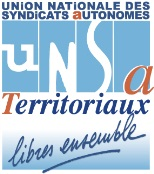 UNION NATIONALE DES
SYNDICATS aUTONOMES
UNSa
Territoriaux
libres ensemble